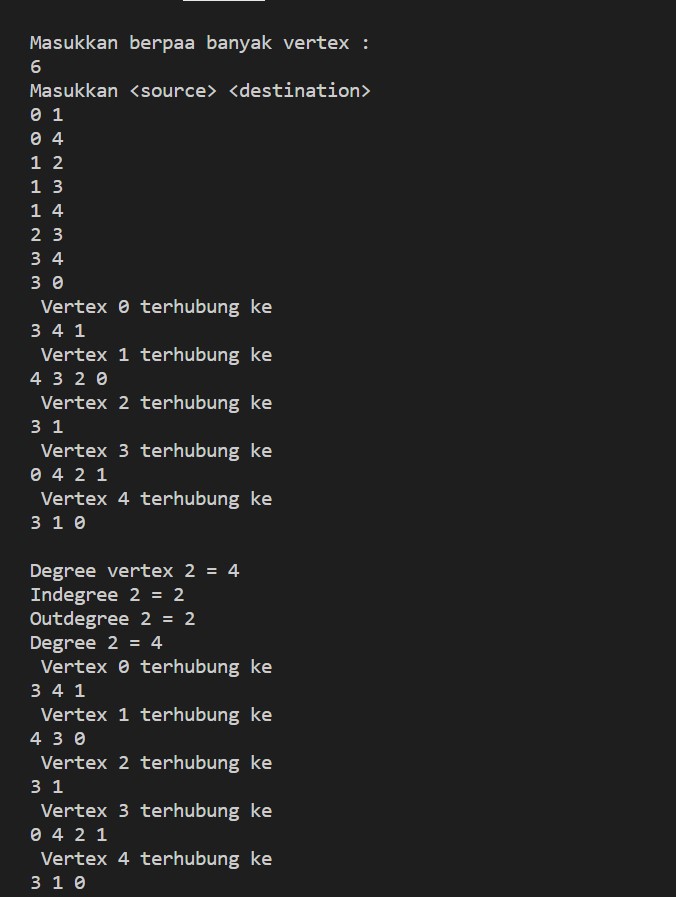 Masukkan berpaa banyak vertex :
6
Masukkan <source> <destination>
0 1
0 4
1 2
1 3
1 4
2 3
3 4
3 0
Vertex 0 terhubung ke
3 4 1
Vertex 1 terhubung ke
4 3 2 0
Vertex 2 terhubung ke
3 1
Vertex 3 terhubung ke
0 4 2 1
Vertex 4 terhubung ke
3 1 0
Degree vertex 2 = 4
Indegree 2 = 2
Outdegree 2 = 2
Degree 2 = 4
Vertex 0 terhubung ke
3 4 1
Vertex 1 terhubung ke
4 3 0
Vertex 2 terhubung ke
3 1
Vertex 3 terhubung ke
0 4 2 1
Vertex 4 terhubung ke
3 1 0